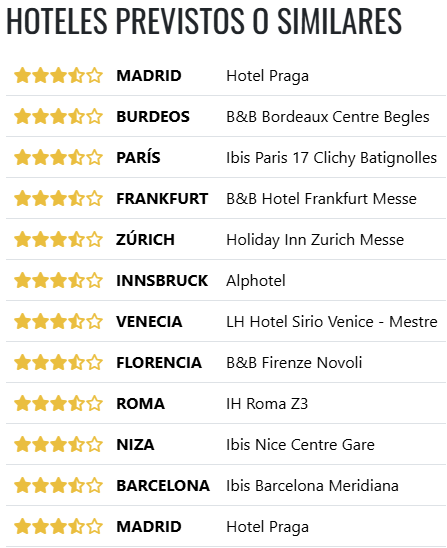 HOTELES PREVISTOS O SIMILARES
MADRID Hotel Praga
BURDEOS B&B Bordeaux Centre Begles
PARÍS Ibis Paris 17 Clichy Batignolles
FRANKFURT B&B Hotel Frankfurt Messe
ZÚRICH Holiday Inn Zurich Messe
INNSBRUCK Alphotel
VENECIA LH Hotel Sirio Venice - Mestre
FLORENCIA B&B Firenze Novoli
ROMA IH Roma Z3
NIZA Ibis Nice Centre Gare
BARCELONA Ibis Barcelona Meridiana
MADRID Hotel Praga